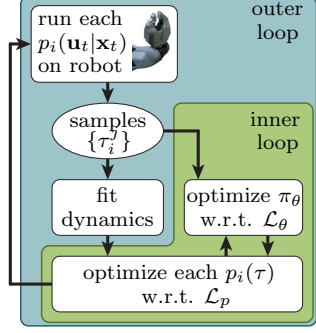 outer
loop
run each
p_i(u_t|x_t)
on robot
samples
{τ_i^j}
inner
loop
fit
dynamics
optimize π_θ
w.r.t. ℒ_θ
optimize each p_i(τ)
w.r.t. ℒ_p